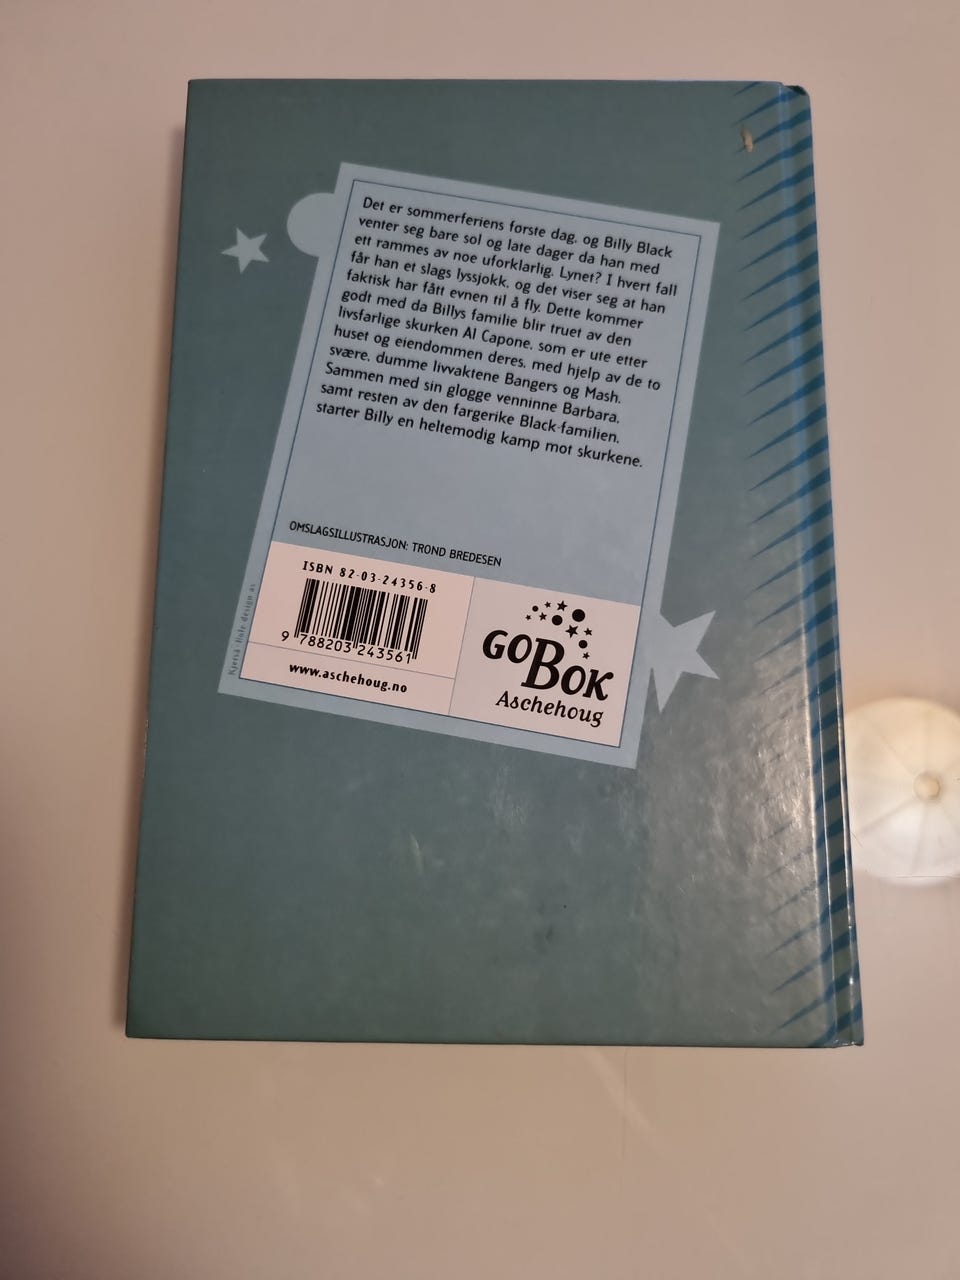 Det er sommerferiens første dag, og Billy Black
venter seg bare sol og late dager da han med
ett rammes av noe uforklarlig. Lynet? I hvert fall
får han et slags lyssjokk, og det viser seg at han
faktisk har fått evnen til å fly. Dette kommer
godt med da Billys familie blir truet av den
livsfarlige skurken Al Capone, som er ute etter
huset og eiendommen deres, med hjelp av de to
svære, dumme livvaktene Bangers og Mash.
Sammen med sin gløgge venninne Barbara,
samt resten av den fargerike Black-familien,
starter Billy en heltemodig kamp mot skurkene.
OMSLAGSILLUSTRASJON: TROND BREDESEN
ISBN 82-03-24356-8
9 788203 243561
www.aschehoug.no
GOBOK
Aschehoug
design as